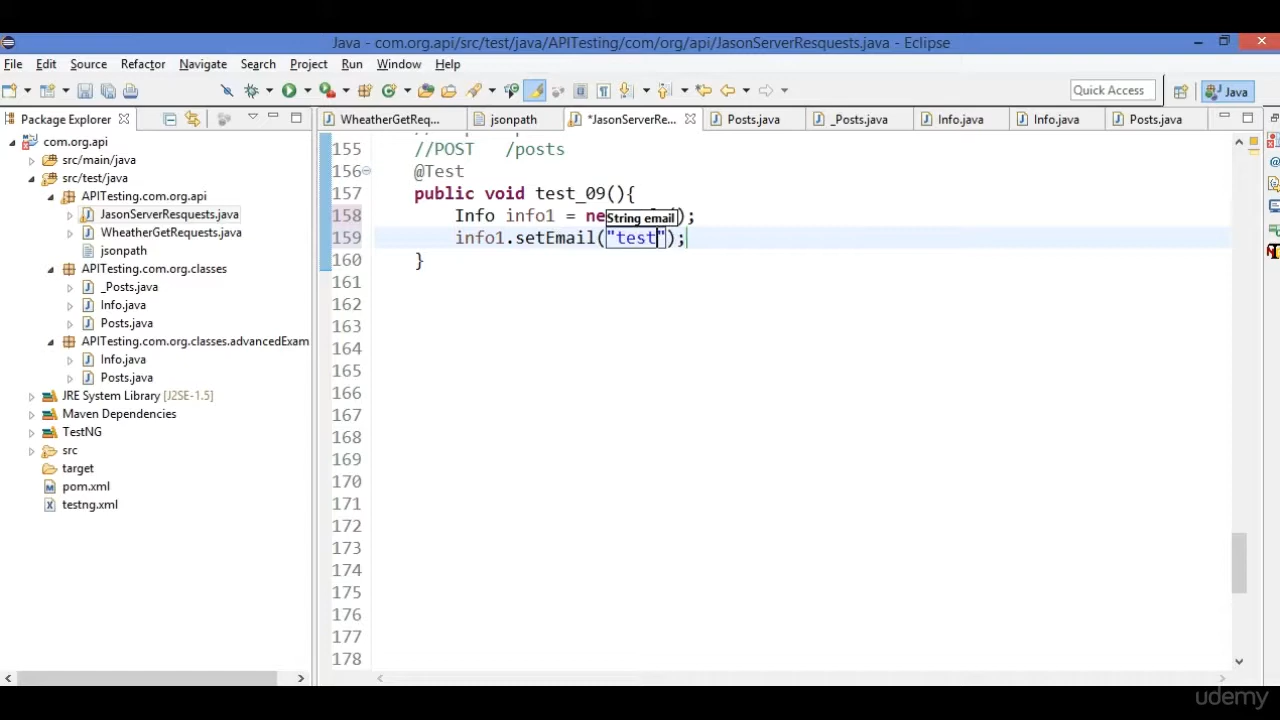 Java - com.org.api/src/test/java/APITesting/com/org/api/JasonServerResquests.java - Eclipse
File Edit Source Refactor Navigate Search Project Run Window Help
Quick Access
Java
Package Explorer
WheatherGetReq...
jsonpath
*JasonServerRe...
Posts.java
_Posts.java
Info.java
Info.java
Posts.java
com.org.api
src/main/java
src/test/java
APITesting.com.org.api
JasonServerResquests.java
WheatherGetRequests.java
jsonpath
APITesting.com.org.classes
_Posts.java
Info.java
Posts.java
APITesting.com.org.classes.advancedExam
Info.java
Posts.java
JRE System Library [J2SE-1.5]
Maven Dependencies
TestNG
src
target
pom.xml
testng.xml
155 //POST /posts
156 @Test
157 public void test_09(){
158 Info info1 = ne );
String email
159 info1.setEmail("test");
160 }
161
162
163
164
165
166
167
168
169
170
171
172
173
174
175
176
177
178
udemy